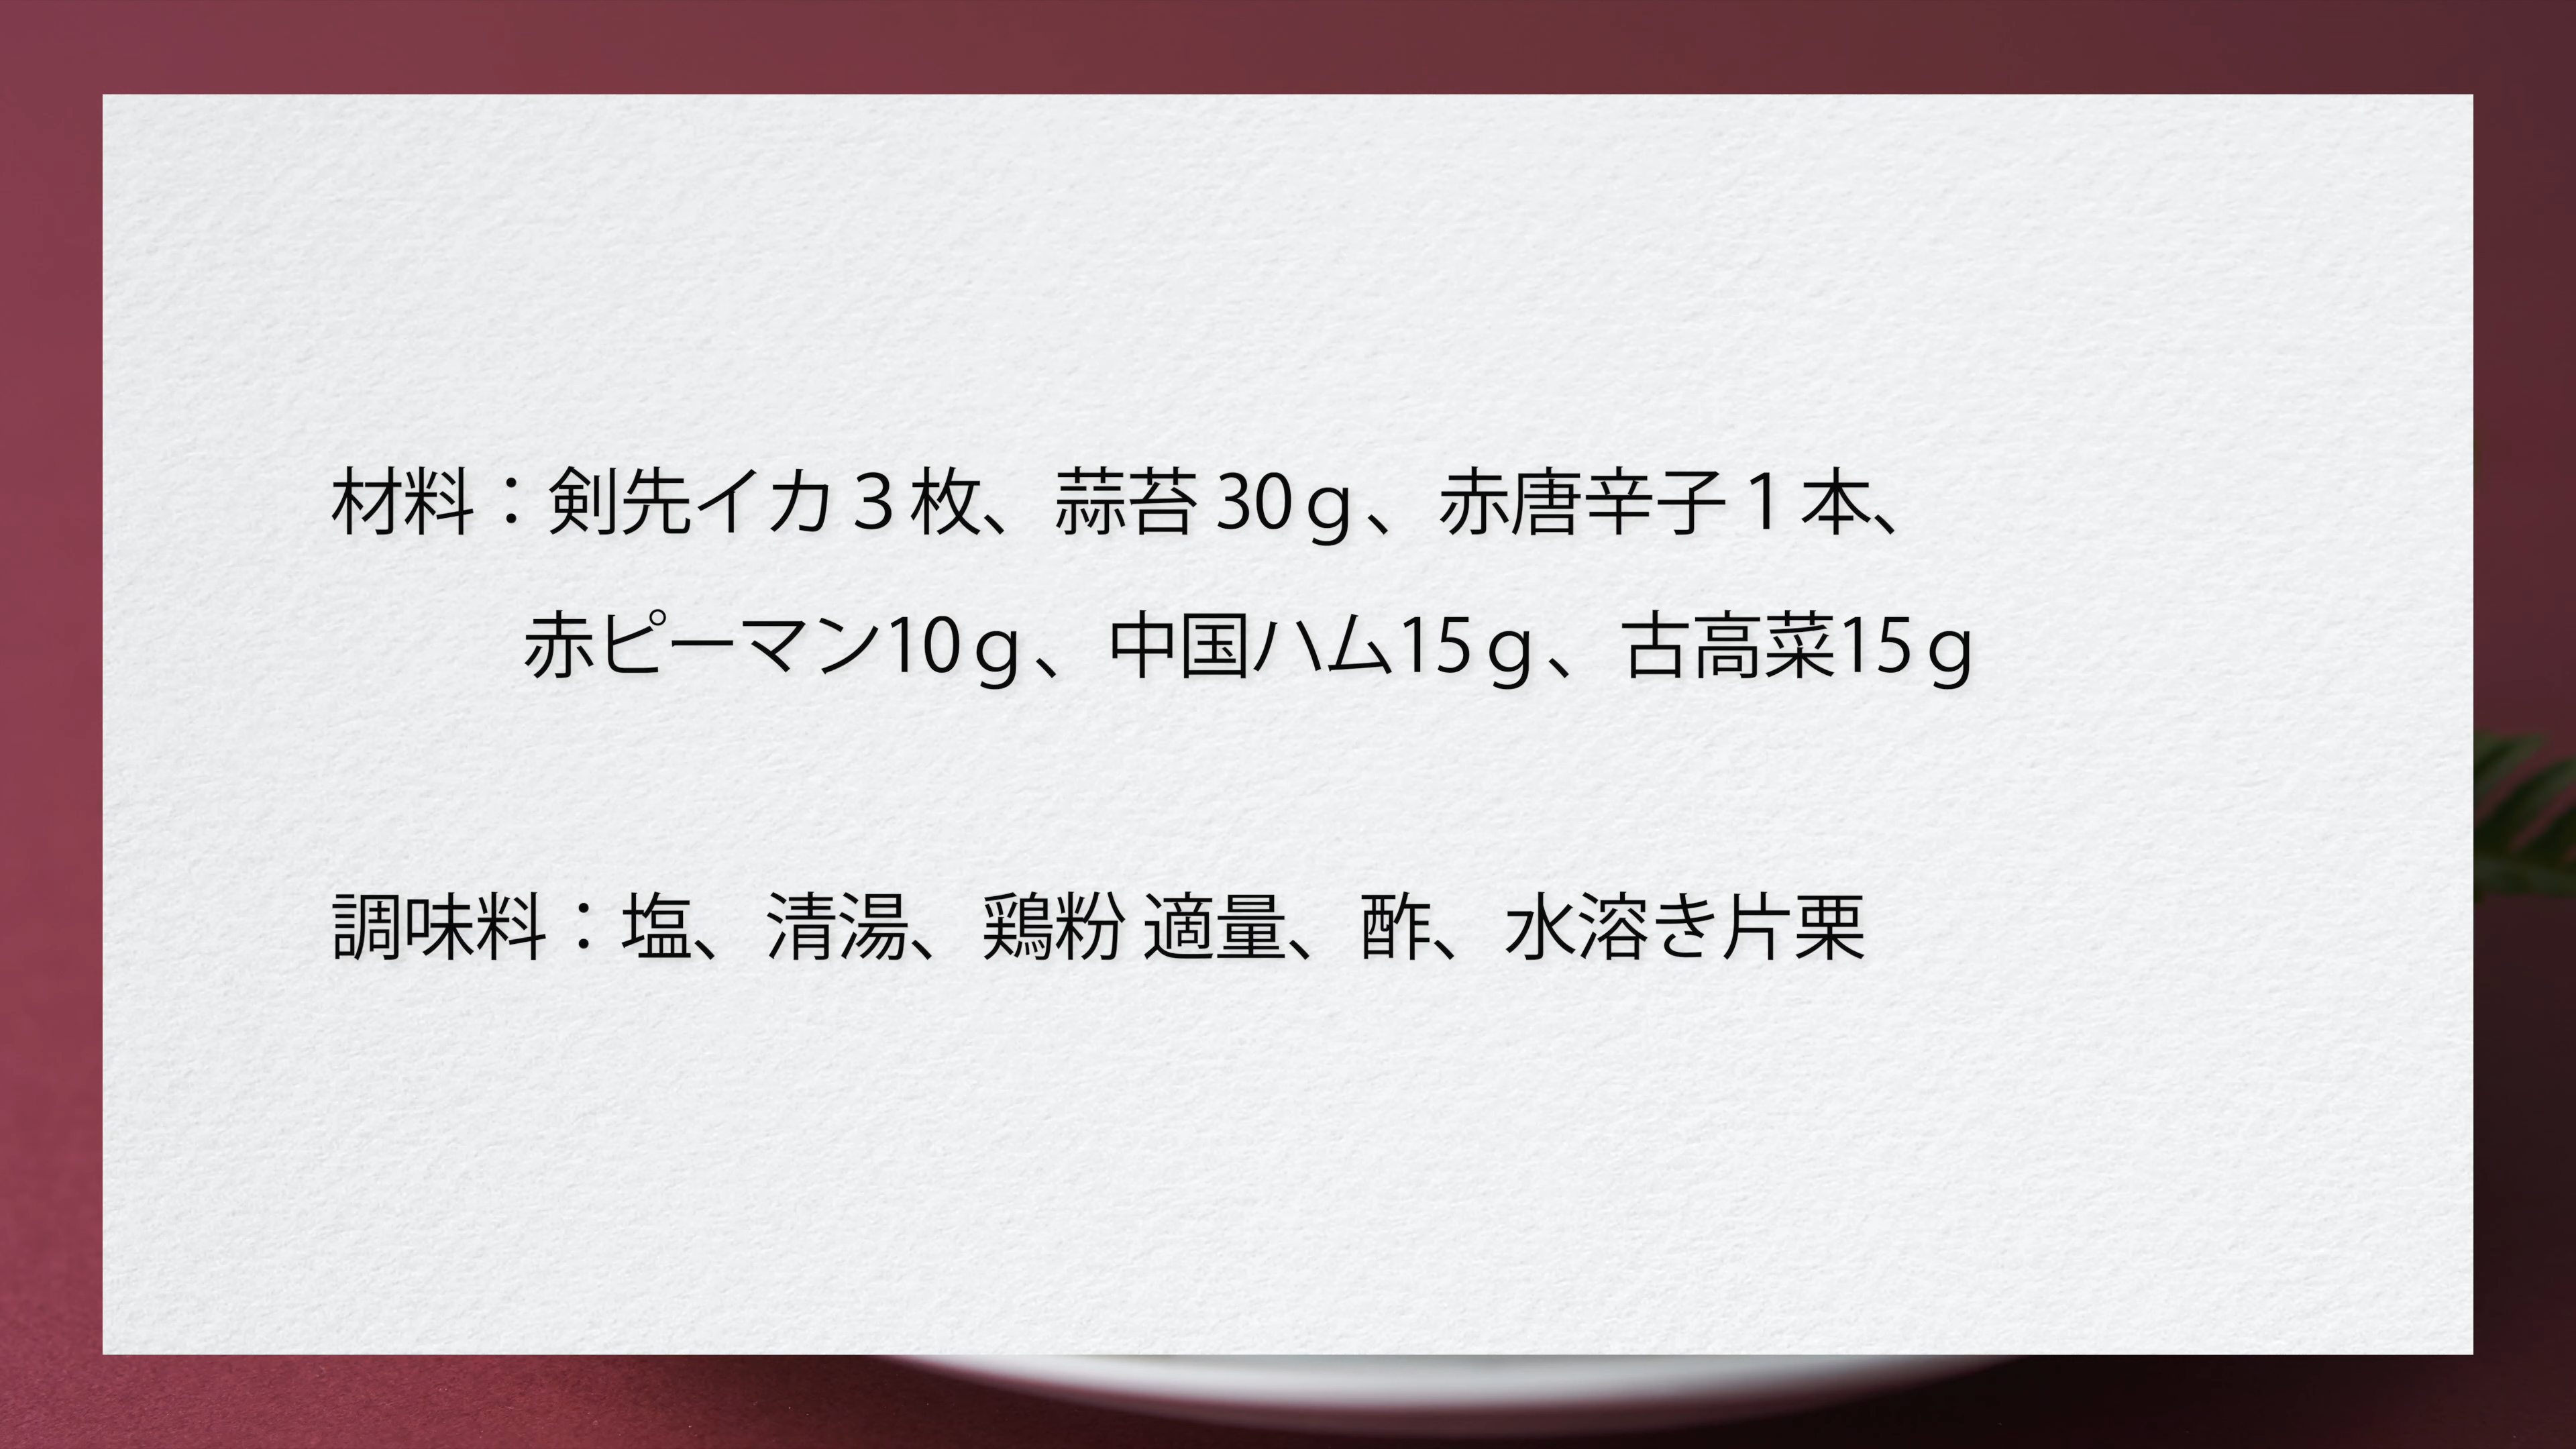 材料：剣先イカ３枚、蒜苔 30ｇ、赤唐辛子１本、
赤ピーマン10ｇ、中国ハム15ｇ、古高菜15ｇ
調味料：塩、清湯、鶏粉 適量、酢、水溶き片栗